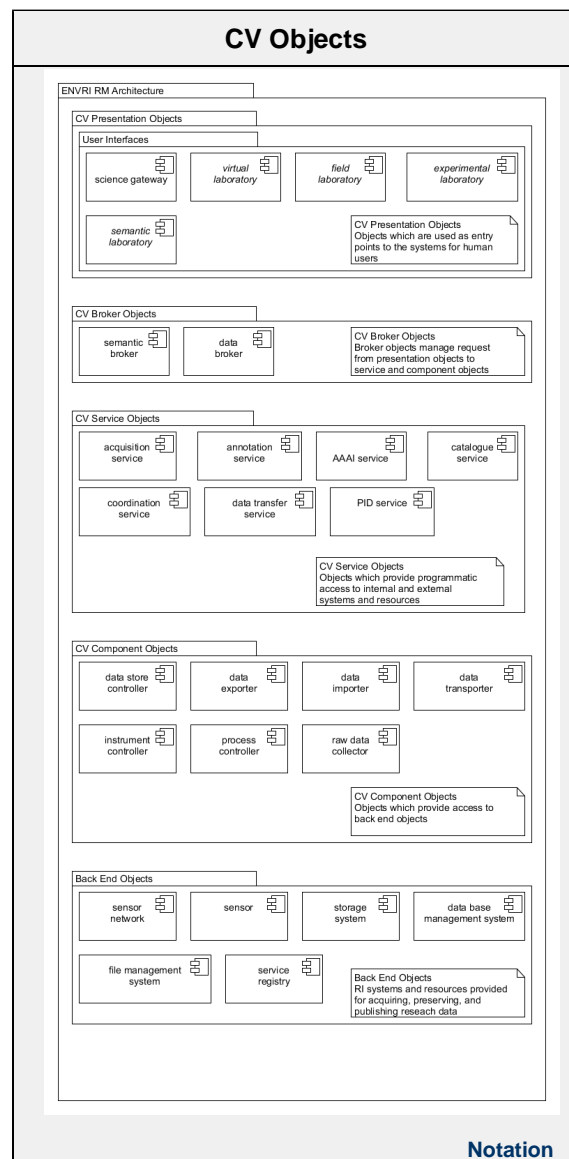 CV Objects
ENVRI RM Architecture
CV Presentation Objects
User Interfaces
science gateway
virtual
laboratory
field
laboratory
experimental
laboratory
semantic
laboratory
CV Presentation Objects
Objects which are used as entry
points to the systems for human
users
CV Broker Objects
semantic
broker
data
broker
CV Broker Objects
Broker objects manage request
from presentation objects to
service and component objects
CV Service Objects
acquisition
service
annotation
service
AAAI service
catalogue
service
coordination
service
data transfer
service
PID service
CV Service Objects
Objects which provide programmatic
access to internal and external
systems and resources
CV Component Objects
data store
controller
data
exporter
data
importer
data
transporter
instrument
controller
process
controller
raw data
collector
CV Component Objects
Objects which provide access to
back end objects
Back End Objects
sensor
network
sensor
storage
system
data base
management system
file management
system
service
registry
Back End Objects
RI systems and resources provided
for acquiring, preserving, and
publishing reseach data
Notation